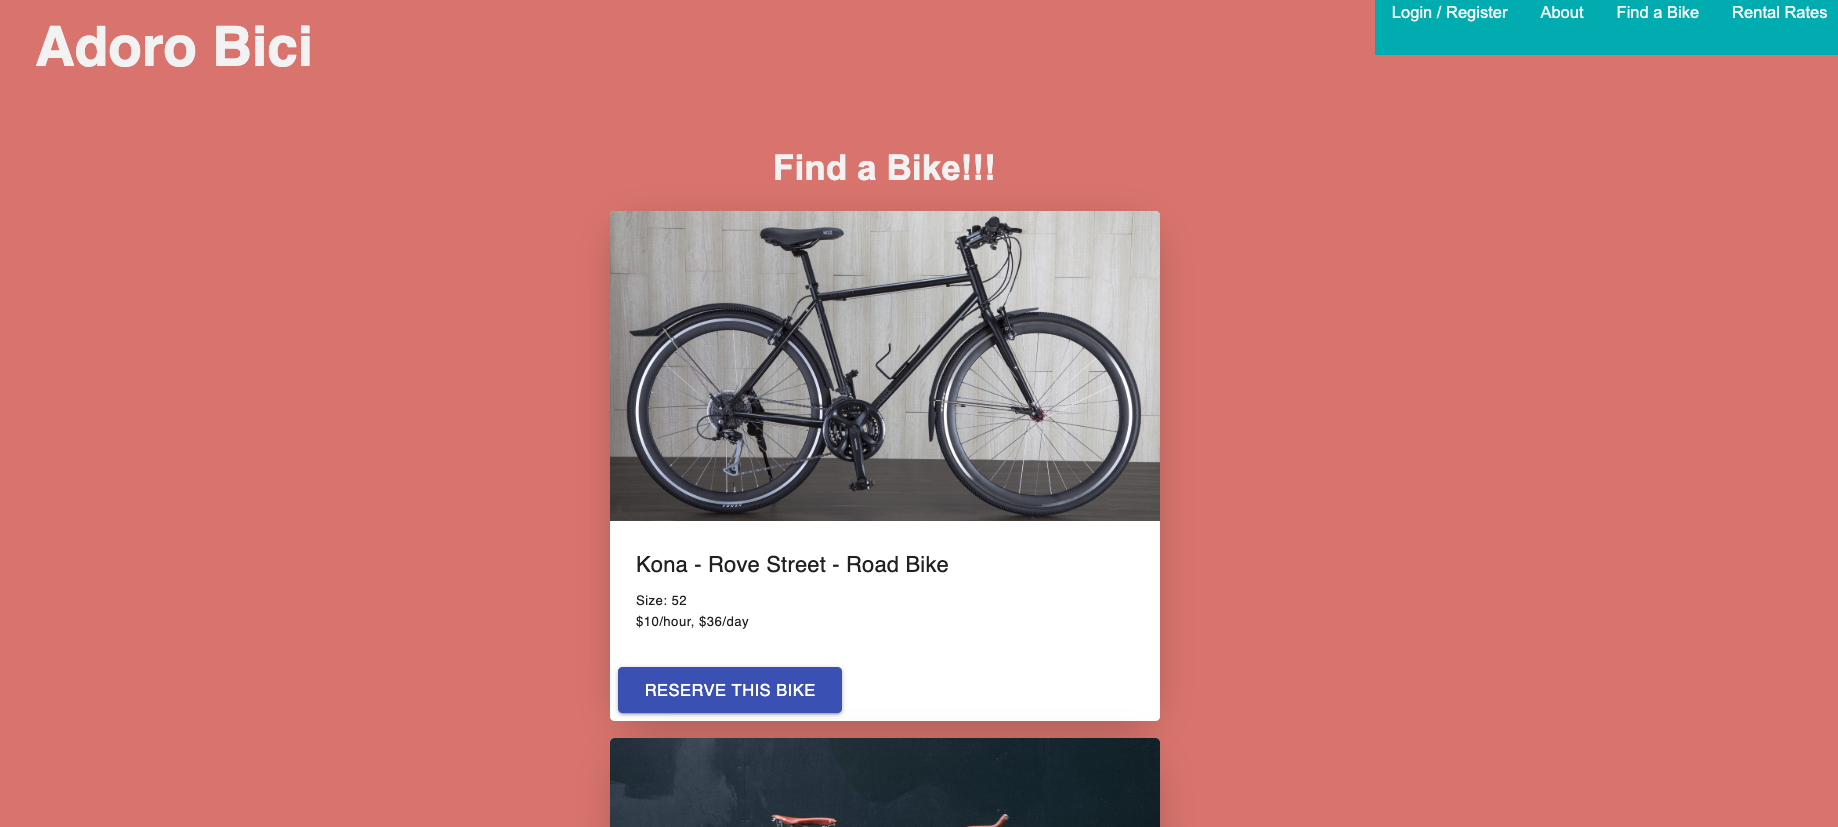 Adoro Bici
Login / Register
About
Find a Bike
Rental Rates
Find a Bike!!!
Kona - Rove Street - Road Bike
Size: 52
$10/hour, $36/day
RESERVE THIS BIKE